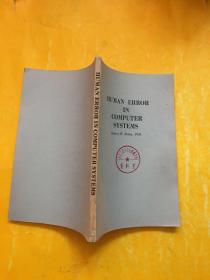 HUMAN ERROR IN COMPUTER SYSTEMS
HUMAN ERROR
IN
COMPUTER
SYSTEMS